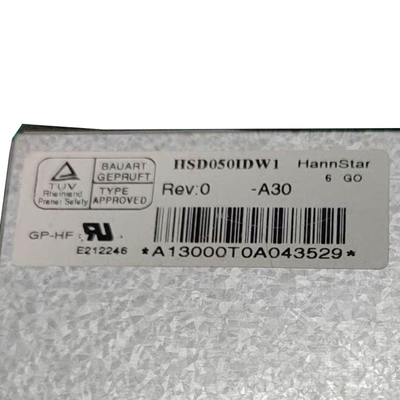 TUV
Rheinland
Product Safety
BAUART
GEPRUFT
TYPE
APPROVED
HSD050IDW1 HannStar
Rev:0 -A30 6 GO
GP-HF
E212246
*A13000T0A043529*